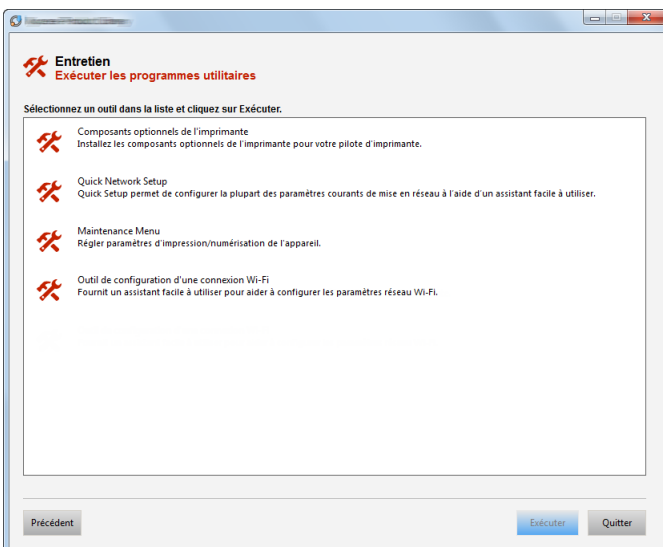 Entretien
Exécuter les programmes utilitaires
Sélectionnez un outil dans la liste et cliquez sur Exécuter.
Composants optionnels de l'imprimante
Installez les composants optionnels de l'imprimante pour votre pilote d'imprimante.
Quick Network Setup
Quick Setup permet de configurer la plupart des paramètres courants de mise en réseau à l'aide d'un assistant facile à utiliser.
Maintenance Menu
Régler paramètres d'impression/numérisation de l'appareil.
Outil de configuration d'une connexion Wi-Fi
Fournit un assistant facile à utiliser pour aider à configurer les paramètres réseau Wi-Fi.
Précédent
Exécuter
Quitter